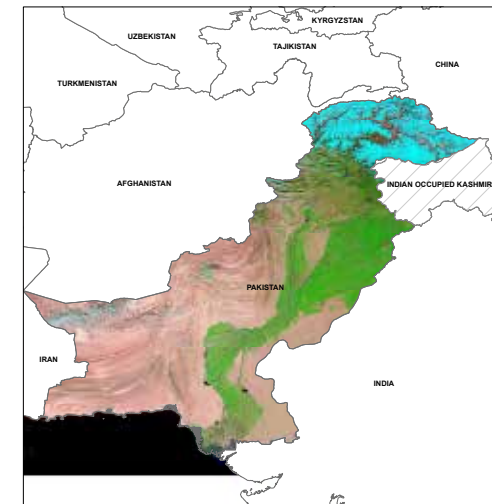 KYRGYZSTAN
UZBEKISTAN
TAJIKISTAN
CHINA
TURKMENISTAN
AFGHANISTAN
INDIAN OCCUPIED KASHMIR
PAKISTAN
IRAN
INDIA